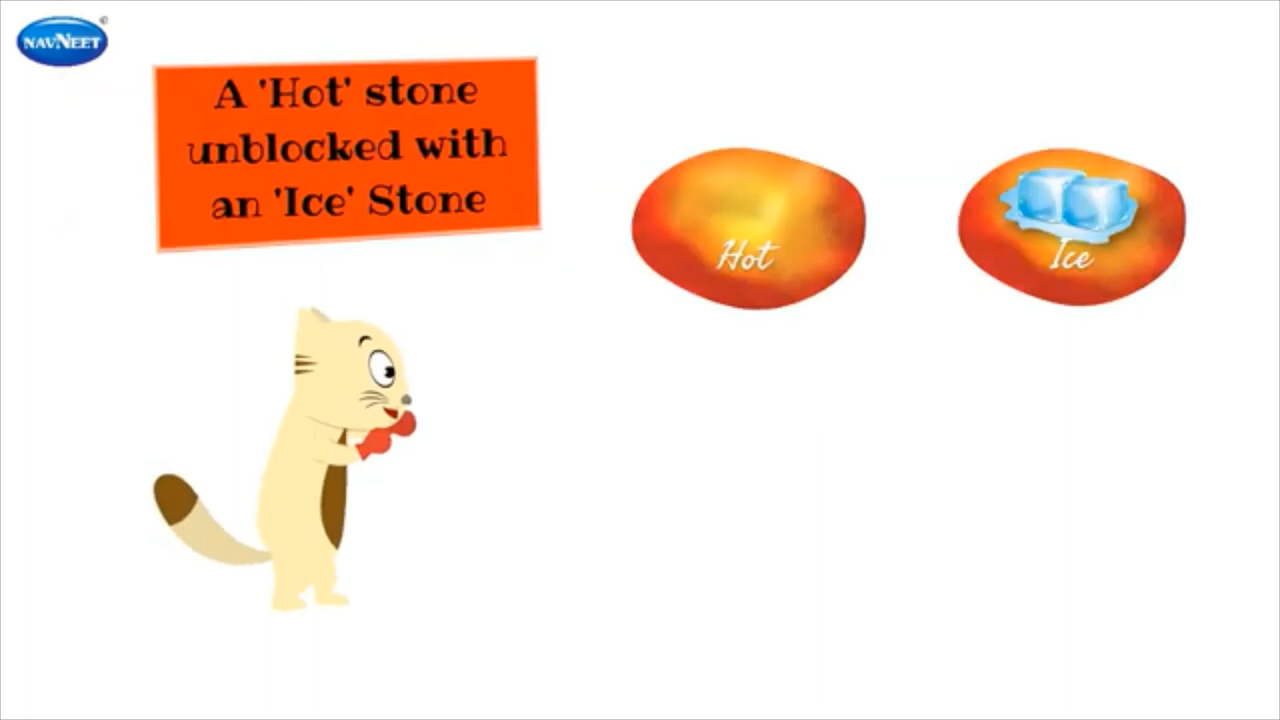 NAVNEET
©
A 'Hot' stone
unblocked with
an 'Ice' Stone
Hot
Ice